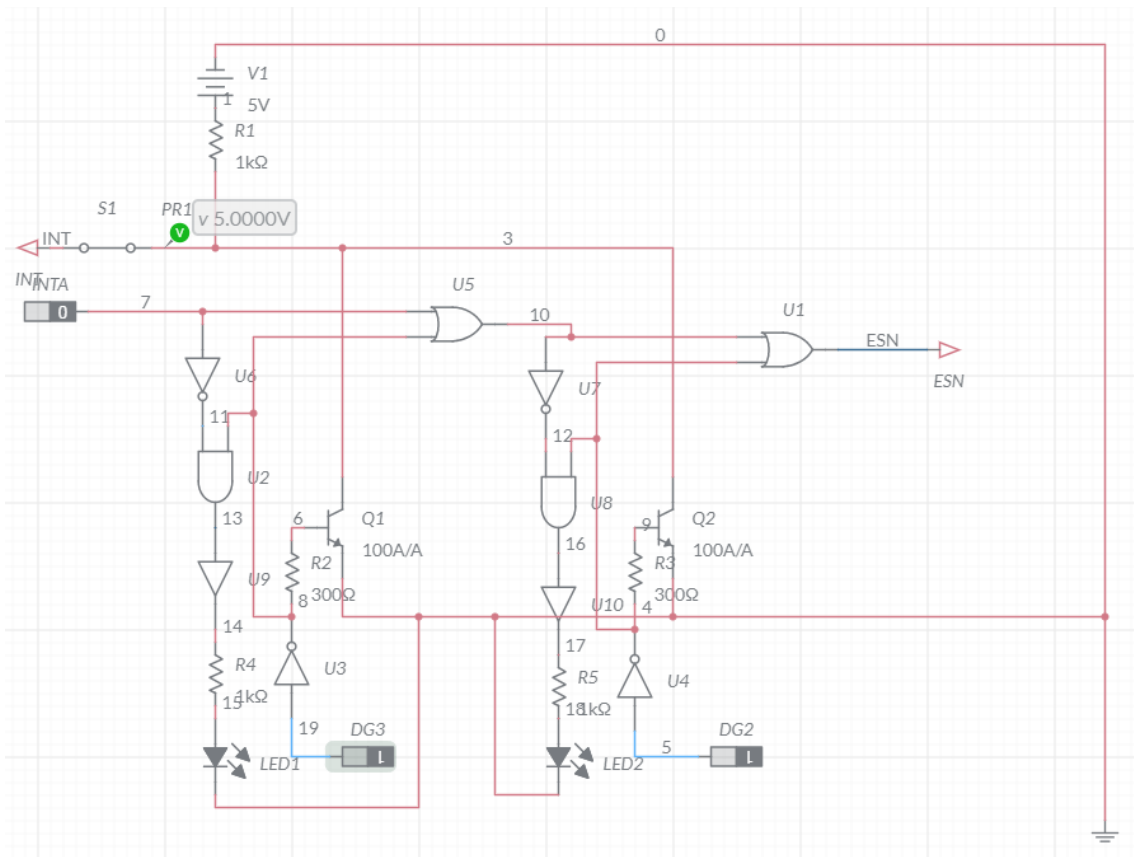 0
V1
1
5V
R1
1kΩ
S1
PR1
V
v 5.0000V
INT
3
INT
INTA
0
7
U5
10
U1
ESN
ESN
U6
11
U7
12
U2
13
U8
16
6
Q1
100A/A
9
Q2
100A/A
R2
300Ω
R3
300Ω
U9
8
U10
4
14
17
R4
1kΩ
15
U3
R5
1kΩ
18
U4
19
DG3
1
5
DG2
1
LED1
LED2